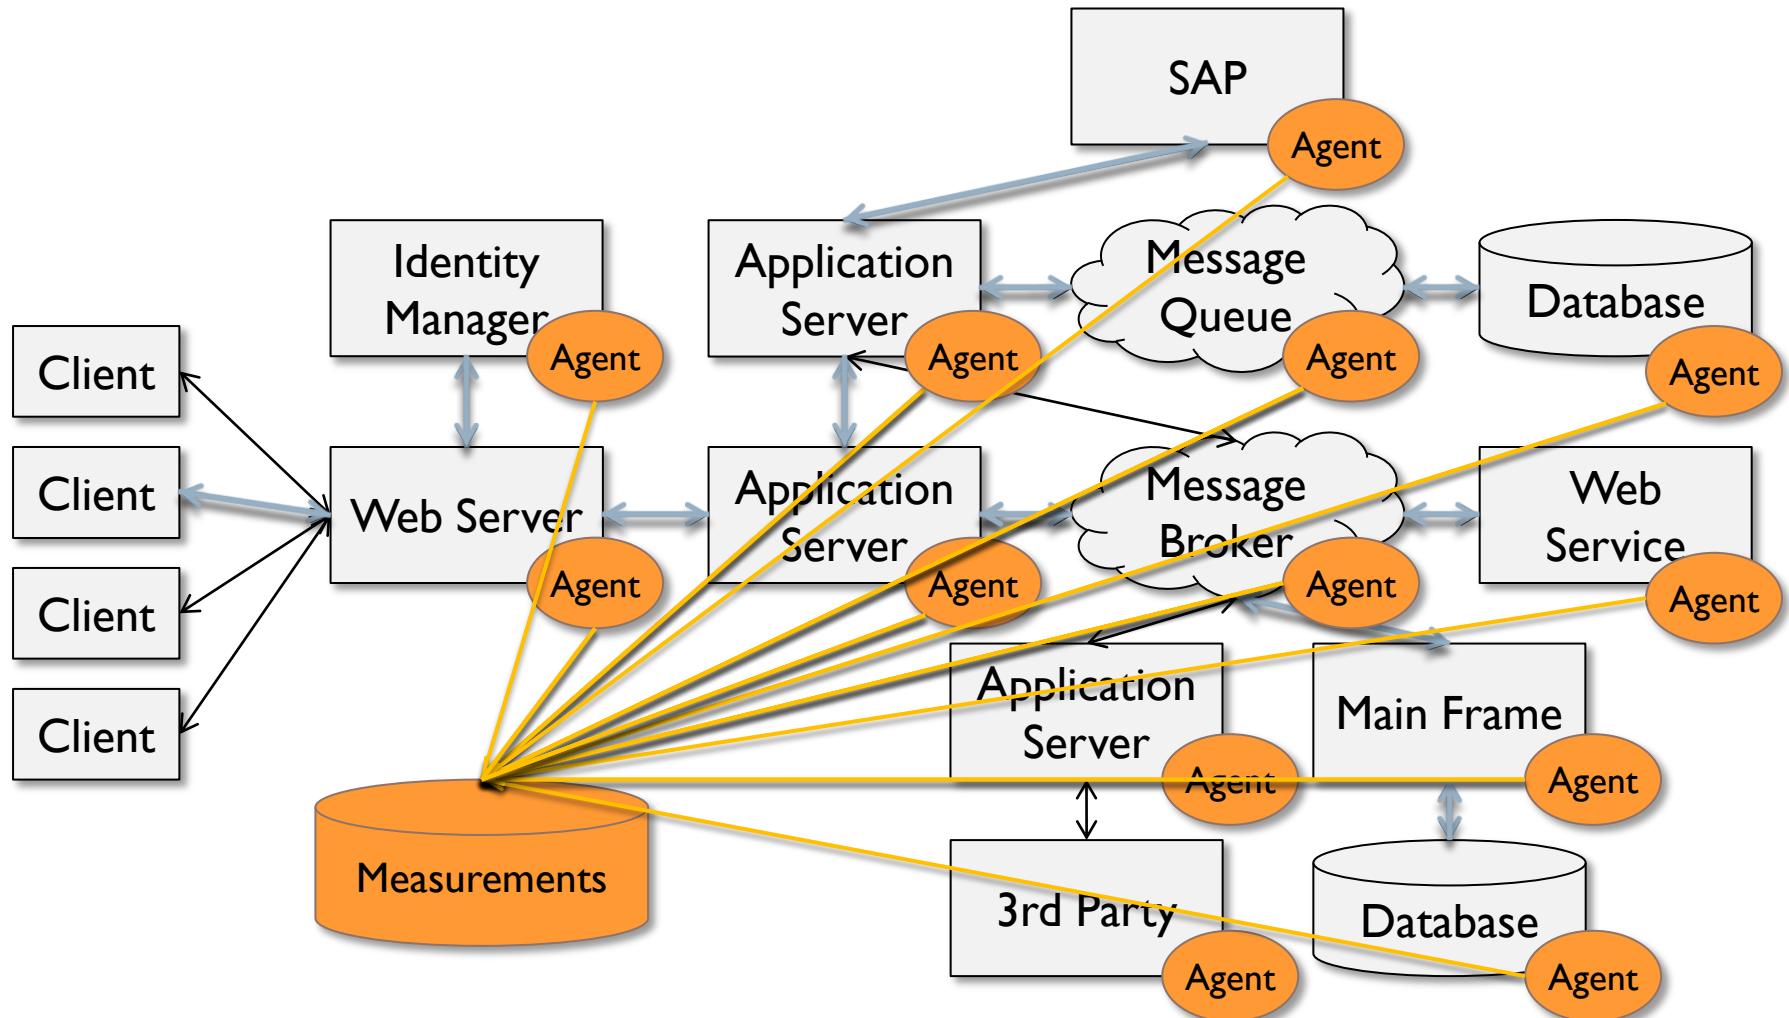 SAP
Agent
Identity
Manager
Agent
Application
Server
Agent
Message
Queue
Agent
Database
Agent
Client
Client
Client
Client
Web Server
Agent
Application
Server
Agent
Message
Broker
Agent
Web
Service
Agent
Application
Server
Agent
Main Frame
Agent
Measurements
3rd Party
Agent
Database
Agent